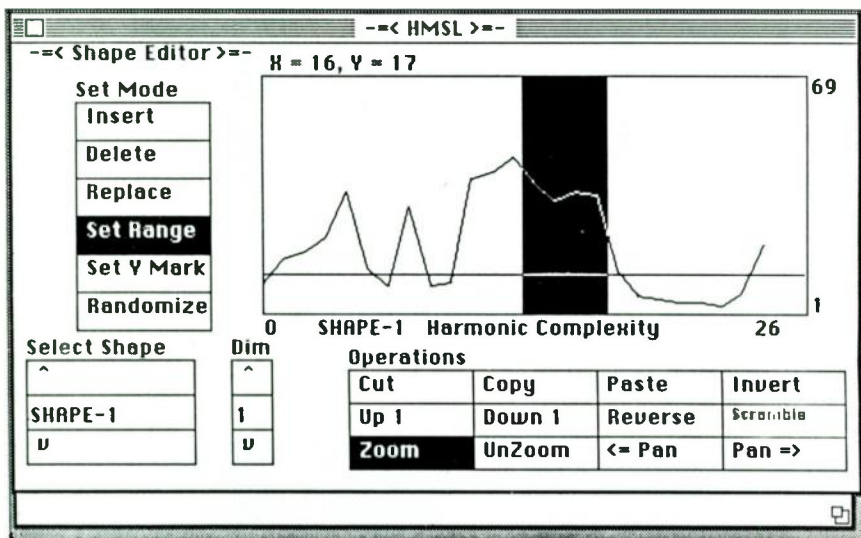 -=< HMSL >=-
-=< Shape Editor >=-
X = 16, Y = 17
Set Mode
Insert
Delete
Replace
Set Range
Set Y Mark
Randomize
69
1
0 SHAPE-1 Harmonic Complexity 26
Select Shape
^
SHAPE-1
v
Dim
^
1
v
Operations
Cut Copy Paste Invert
Up 1 Down 1 Reverse Scramble
Zoom UnZoom <= Pan Pan =>